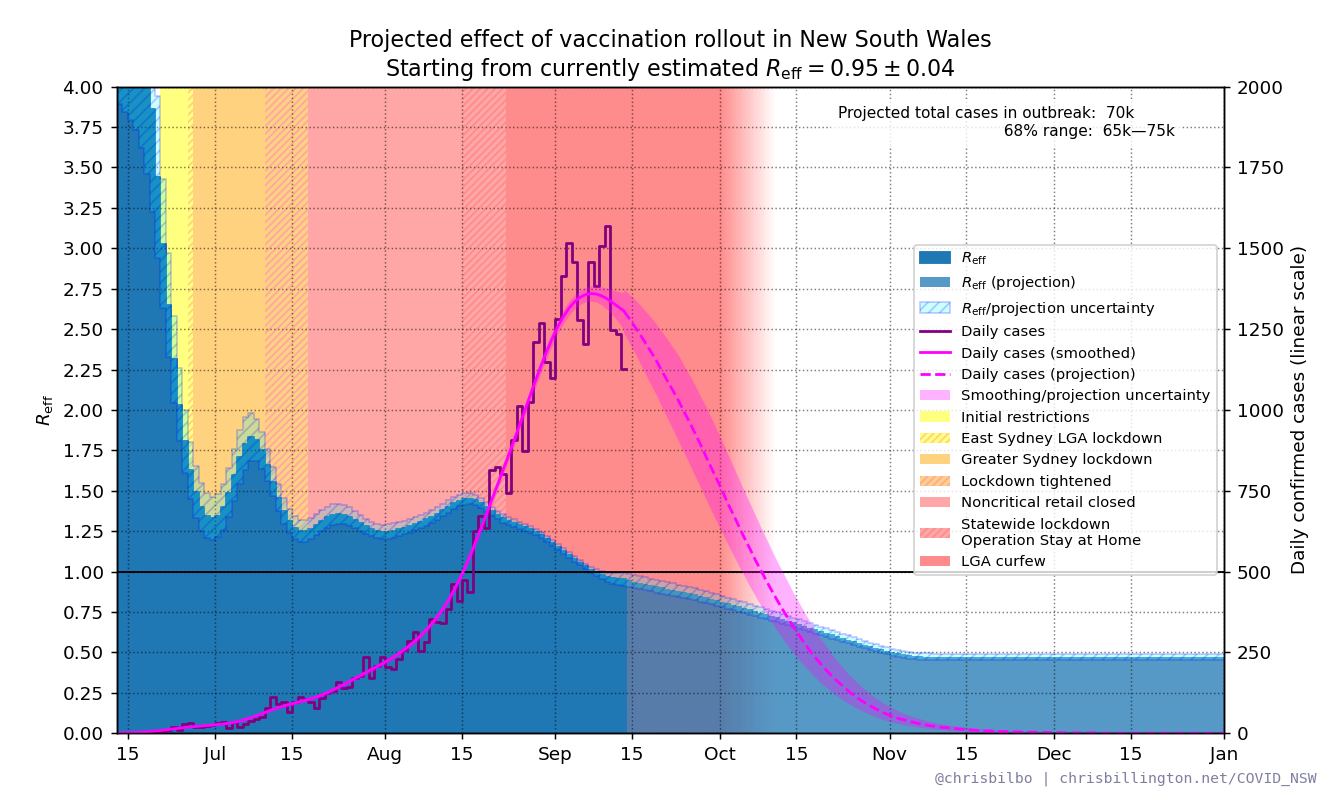 Projected effect of vaccination rollout in New South Wales
Starting from currently estimated Reff = 0.95 ± 0.04
Projected total cases in outbreak: 70k
68% range: 65k—75k
4.00
3.75
3.50
3.25
3.00
2.75
2.50
2.25
2.00
1.75
1.50
1.25
1.00
0.75
0.50
0.25
0.00
Reff
2000
1750
1500
1250
1000
750
500
250
0
Daily confirmed cases (linear scale)
Reff
Reff (projection)
Reff/projection uncertainty
Daily cases
Daily cases (smoothed)
Daily cases (projection)
Smoothing/projection uncertainty
Initial restrictions
East Sydney LGA lockdown
Greater Sydney lockdown
Lockdown tightened
Noncritical retail closed
Statewide lockdown
Operation Stay at Home
LGA curfew
15 Jul 15 Aug 15 Sep 15 Oct 15 Nov 15 Dec 15 Jan
@chrisbilbo | chrisbillington.net/COVID_NSW